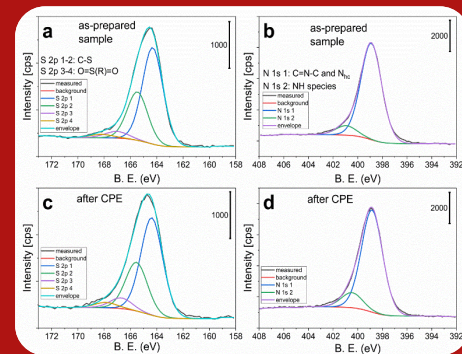 a
as-prepared
sample
1000
S 2p 1-2: C-S
S 2p 3-4: O=S(R)=O
measured
background
S 2p 1
S 2p 2
S 2p 3
S 2p 4
envelope
Intensity [cps]
172 170 168 166 164 162 160 158
B. E. (eV)
b
as-prepared
sample
2000
N 1s 1: C=N-C and Nhc
N 1s 2: NH species
measured
background
N 1s 1
N 1s 2
envelope
Intensity [cps]
408 406 404 402 400 398 396 394 392
B. E. (eV)
c
after CPE
1000
measured
background
S 2p 1
S 2p 2
S 2p 3
S 2p 4
envelope
Intensity [cps]
172 170 168 166 164 162 160 158
B. E. (eV)
d
after CPE
2000
measured
background
N 1s 1
N 1s 2
envelope
Intensity [cps]
408 406 404 402 400 398 396 394 392
B. E. (eV)